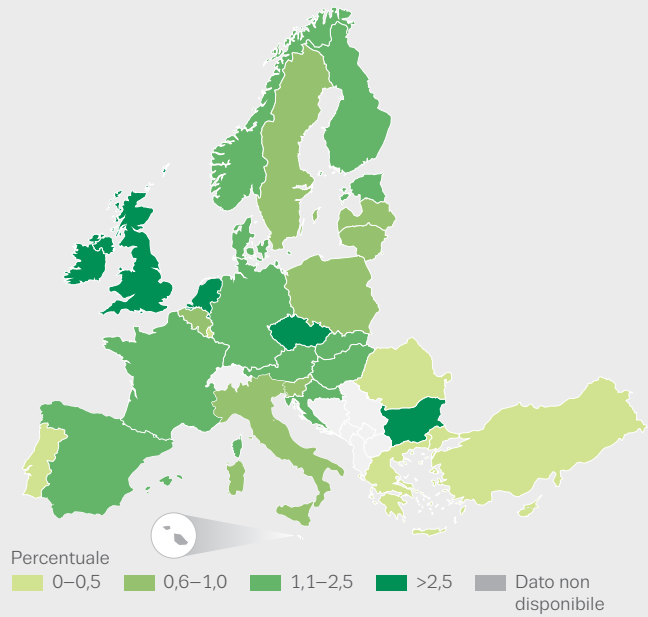 Percentuale
0–0,5
0,6–1,0
1,1–2,5
>2,5
Dato non
disponibile